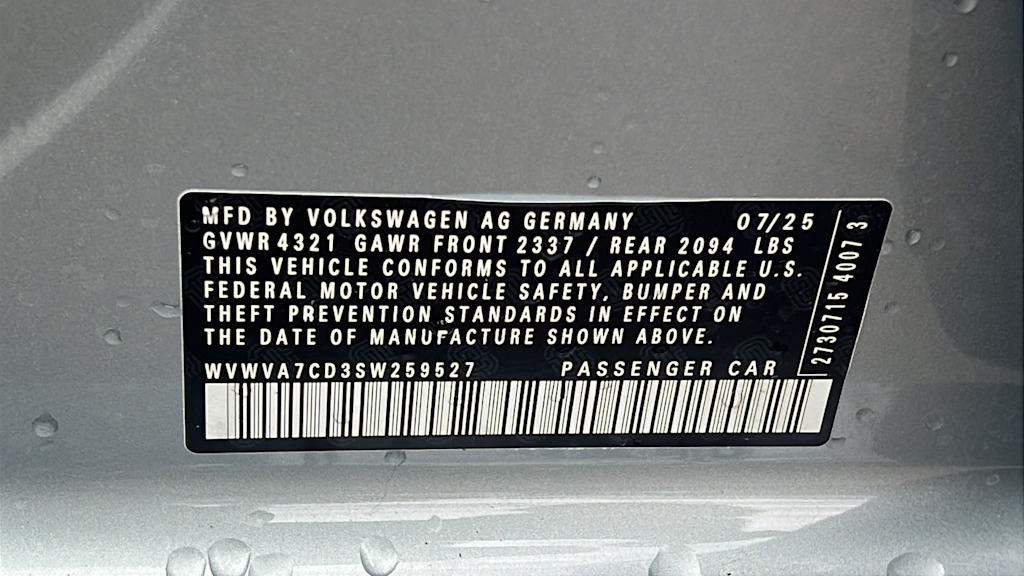 MFD BY VOLKSWAGEN AG GERMANY 07/25
GVWR 4321 GAWR FRONT 2337 / REAR 2094 LBS
THIS VEHICLE CONFORMS TO ALL APPLICABLE U.S.
FEDERAL MOTOR VEHICLE SAFETY, BUMPER AND
THEFT PREVENTION STANDARDS IN EFFECT ON
THE DATE OF MANUFACTURE SHOWN ABOVE.
WVWVA7CD3SW259527 PASSENGER CAR
2730715 4007 3